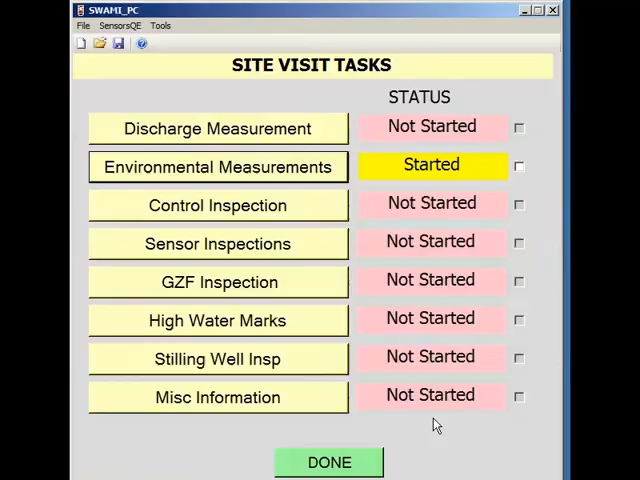 SWAMI_PC
File SensorsQE Tools
SITE VISIT TASKS
STATUS
Discharge Measurement Not Started
Environmental Measurements Started
Control Inspection Not Started
Sensor Inspections Not Started
GZF Inspection Not Started
High Water Marks Not Started
Stilling Well Insp Not Started
Misc Information Not Started
DONE